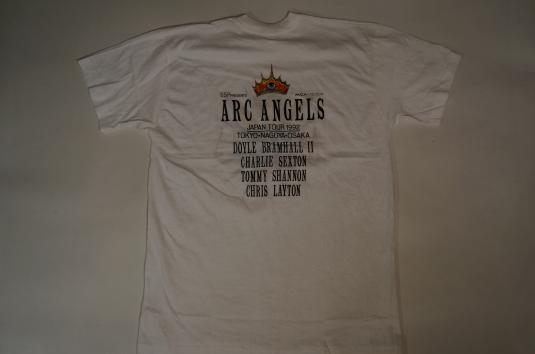 ARC ANGELS
JAPAN TOUR 1992
TOKYO•NAGOYA•OSAKA
DOYLE BRAMHALL II
CHARLIE SEXTON
TOMMY SHANNON
CHRIS LAYTON